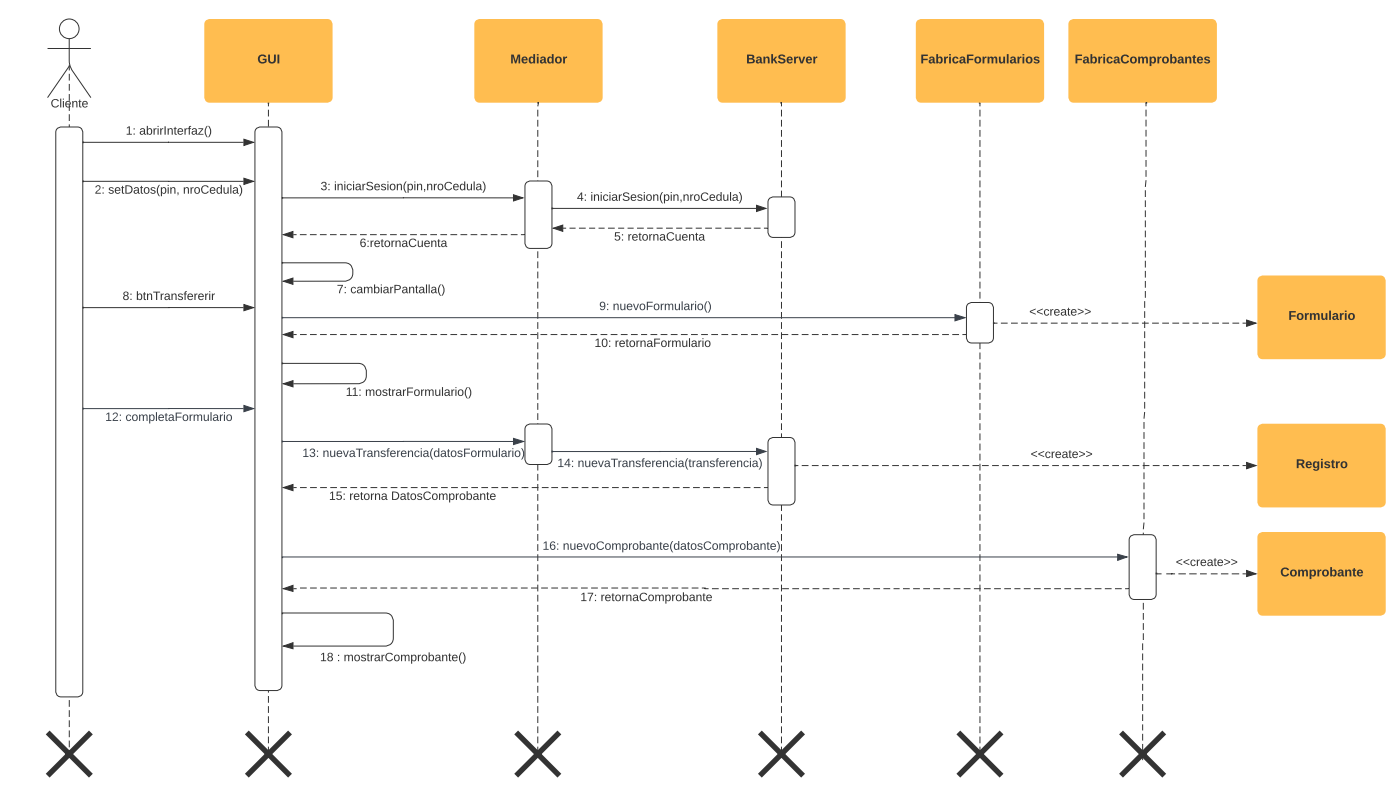 Cliente
GUI
Mediador
BankServer
FabricaFormularios
FabricaComprobantes
1: abrirInterfaz()
2: setDatos(pin, nroCedula)
3: iniciarSesion(pin,nroCedula)
4: iniciarSesion(pin,nroCedula)
5: retornaCuenta
6:retornaCuenta
7: cambiarPantalla()
8: btnTransfererir
9: nuevoFormulario()
<<create>>
Formulario
10: retornaFormulario
11: mostrarFormulario()
12: completaFormulario
13: nuevaTransferencia(datosFormulario)
14: nuevaTransferencia(transferencia)
<<create>>
Registro
15: retorna DatosComprobante
16: nuevoComprobante(datosComprobante)
<<create>>
Comprobante
17: retornaComprobante
18 : mostrarComprobante()